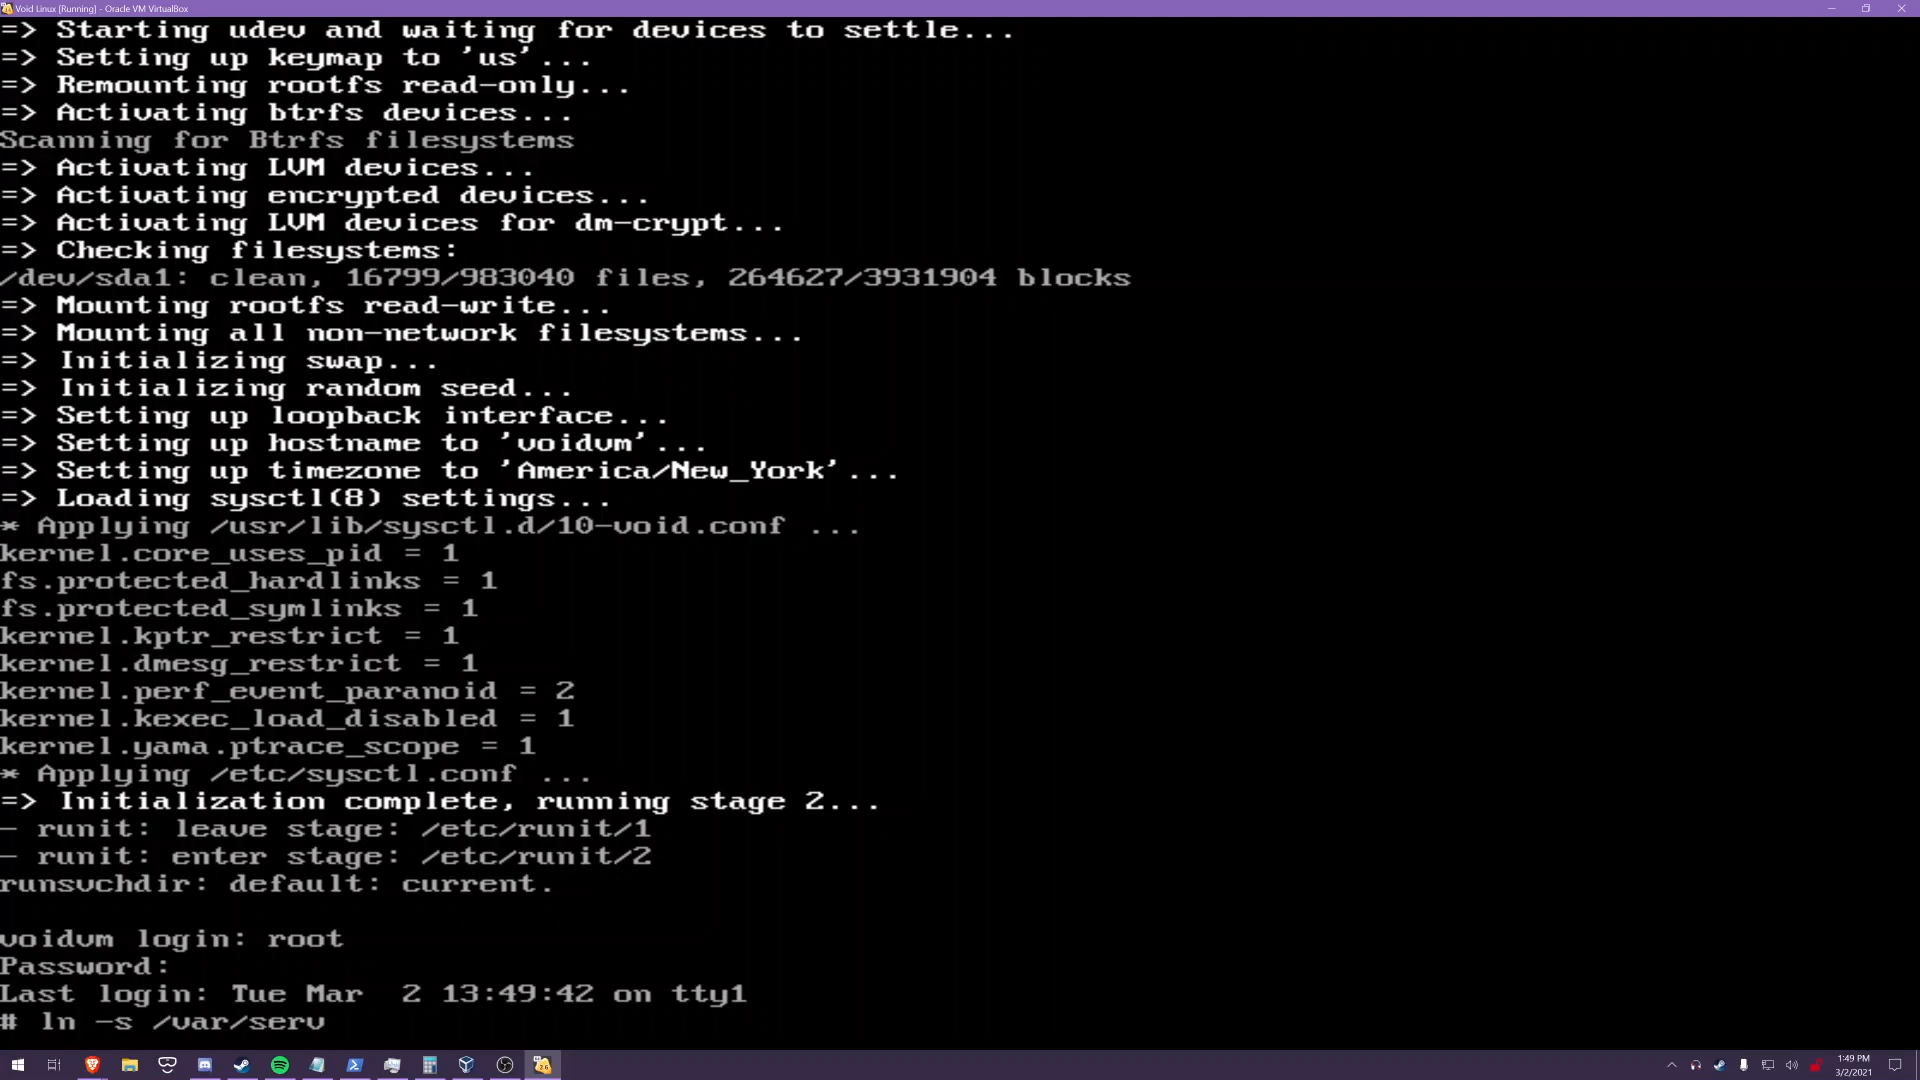 Void Linux [Running] - Oracle VM VirtualBox
=> Starting udev and waiting for devices to settle...
=> Setting up keymap to 'us'...
=> Remounting rootfs read-only...
=> Activating btrfs devices...
Scanning for Btrfs filesystems
=> Activating LVM devices...
=> Activating encrypted devices...
=> Activating LVM devices for dm-crypt...
=> Checking filesystems:
/dev/sda1: clean, 16799/983040 files, 264627/3931904 blocks
=> Mounting rootfs read-write...
=> Mounting all non-network filesystems...
=> Initializing swap...
=> Initializing random seed...
=> Setting up loopback interface...
=> Setting up hostname to 'voidvm'...
=> Setting up timezone to 'America/New_York'...
=> Loading sysctl(8) settings...
* Applying /usr/lib/sysctl.d/10-void.conf ...
kernel.core_uses_pid = 1
fs.protected_hardlinks = 1
fs.protected_symlinks = 1
kernel.kptr_restrict = 1
kernel.dmesg_restrict = 1
kernel.perf_event_paranoid = 2
kernel.kexec_load_disabled = 1
kernel.yama.ptrace_scope = 1
* Applying /etc/sysctl.conf ...
=> Initialization complete, running stage 2...
- runit: leave stage: /etc/runit/1
- runit: enter stage: /etc/runit/2
runsvchdir: default: current.
voidvm login: root
Password:
Last login: Tue Mar  2 13:49:42 on tty1
# ln -s /var/serv
1:49 PM
3/2/2021